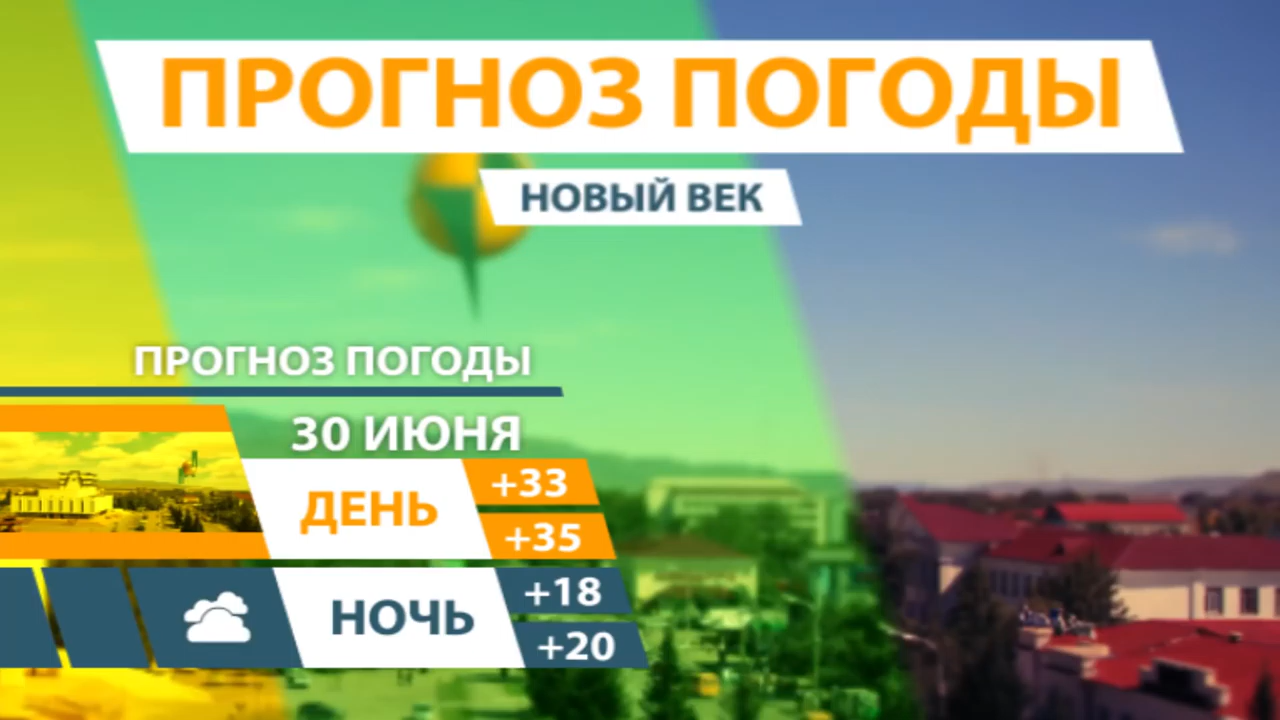 ПРОГНОЗ ПОГОДЫ
НОВЫЙ ВЕК
ПРОГНОЗ ПОГОДЫ
30 ИЮНЯ
ДЕНЬ
+33
+35
НОЧЬ
+18
+20